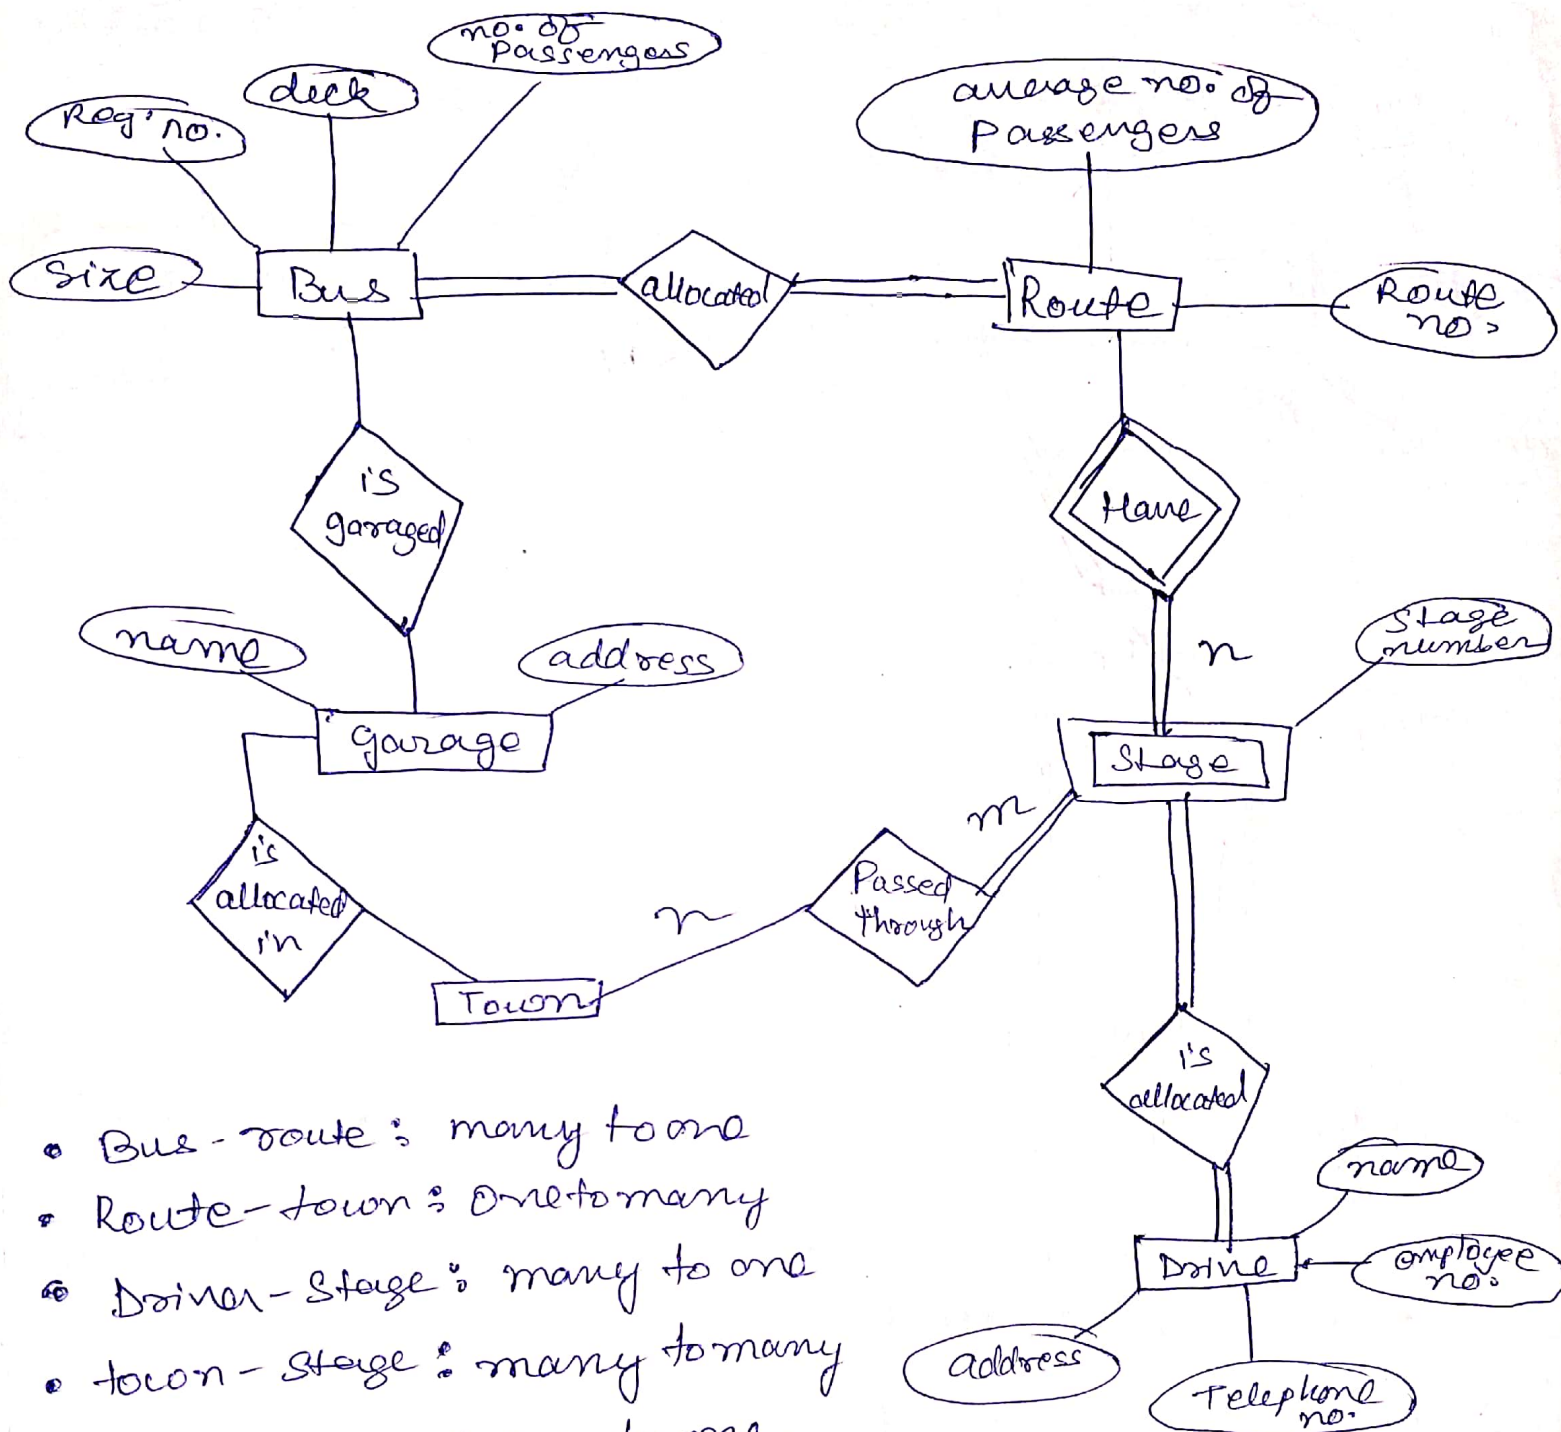 no. of
Passengers
deck
Reg. no.
average no. of
Passengers
Size
Bus
allocated
Route
Route
no.
is
garaged
Have
name
address
n
Stage
number
garage
Stage
m
is
allocated
in
Passed
through
n
Town
is
allocated
• Bus - route : many to one
• Route - town : one to many
• Driver - Stage : many to one
• town - Stage : many to many
name
Drive
employee
no.
address
Telephone
no.